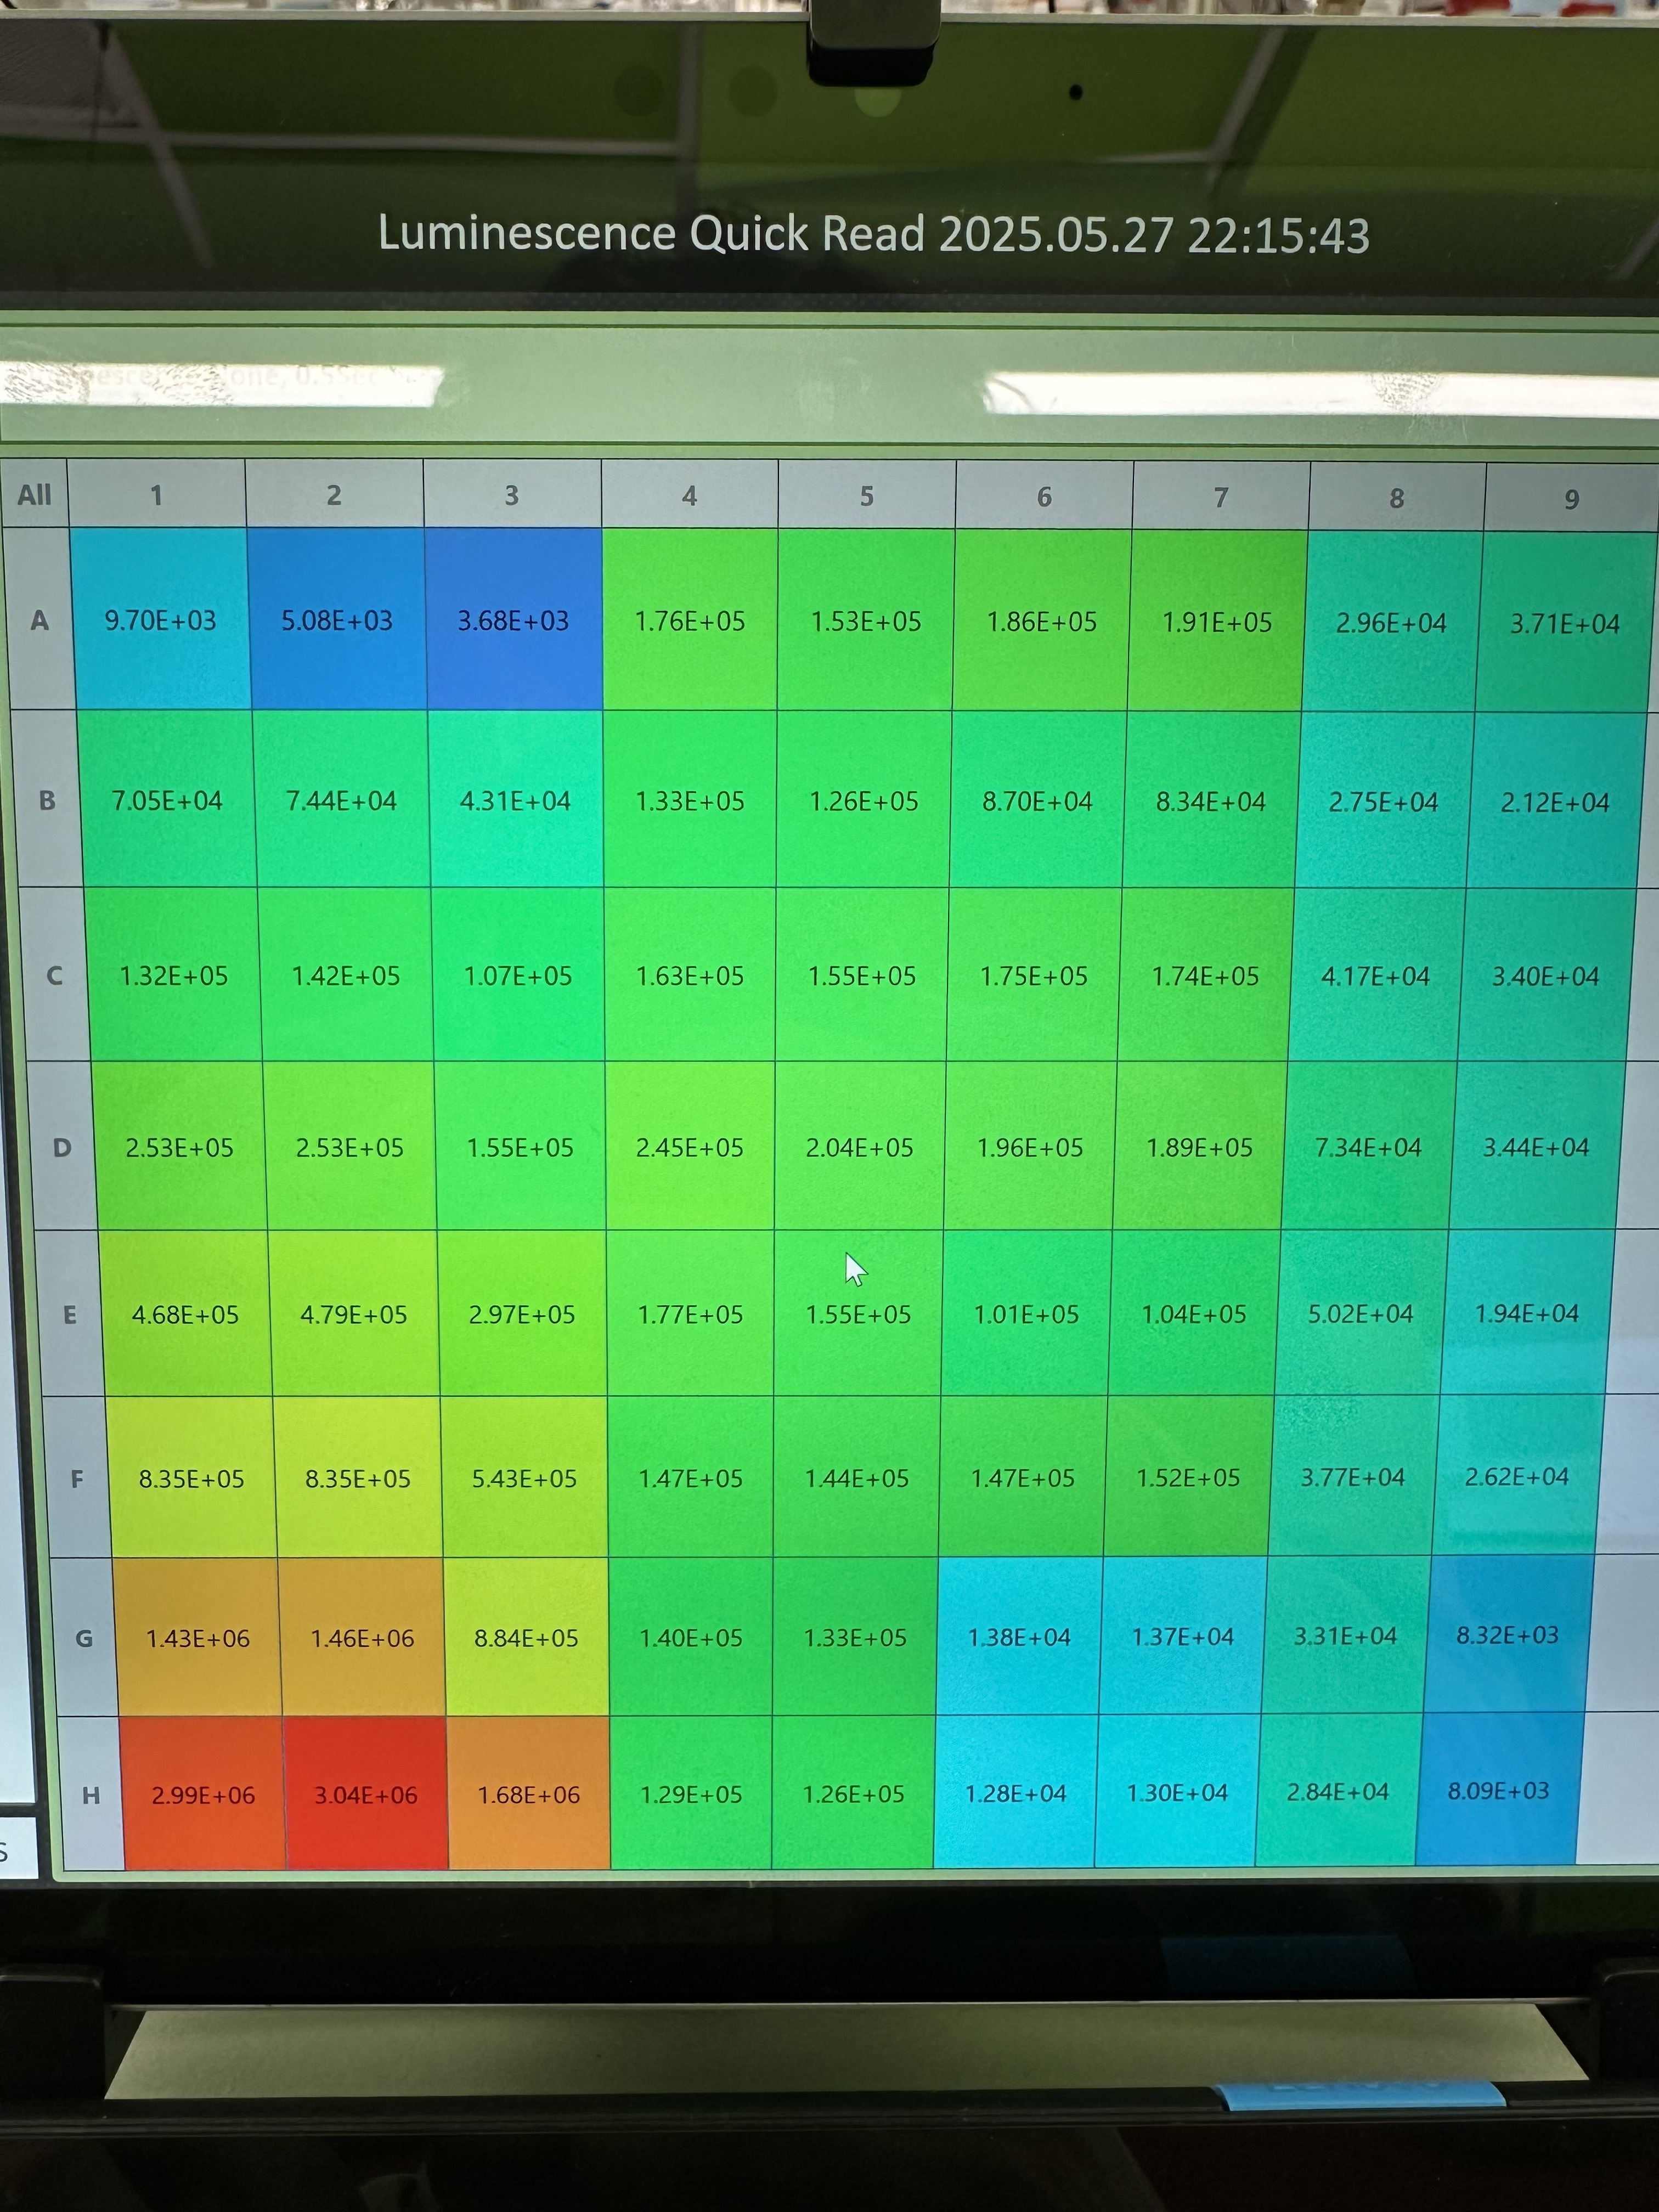 Luminescence Quick Read 2025.05.27 22:15:43
All 1 2 3 4 5 6 7 8 9
A 9.70E+03 5.08E+03 3.68E+03 1.76E+05 1.53E+05 1.86E+05 1.91E+05 2.96E+04 3.71E+04
B 7.05E+04 7.44E+04 4.31E+04 1.33E+05 1.26E+05 8.70E+04 8.34E+04 2.75E+04 2.12E+04
C 1.32E+05 1.42E+05 1.07E+05 1.63E+05 1.55E+05 1.75E+05 1.74E+05 4.17E+04 3.40E+04
D 2.53E+05 2.53E+05 1.55E+05 2.45E+05 2.04E+05 1.96E+05 1.89E+05 7.34E+04 3.44E+04
E 4.68E+05 4.79E+05 2.97E+05 1.77E+05 1.55E+05 1.01E+05 1.04E+05 5.02E+04 1.94E+04
F 8.35E+05 8.35E+05 5.43E+05 1.47E+05 1.44E+05 1.47E+05 1.52E+05 3.77E+04 2.62E+04
G 1.43E+06 1.46E+06 8.84E+05 1.40E+05 1.33E+05 1.38E+04 1.37E+04 3.31E+04 8.32E+03
H 2.99E+06 3.04E+06 1.68E+06 1.29E+05 1.26E+05 1.28E+04 1.30E+04 2.84E+04 8.09E+03